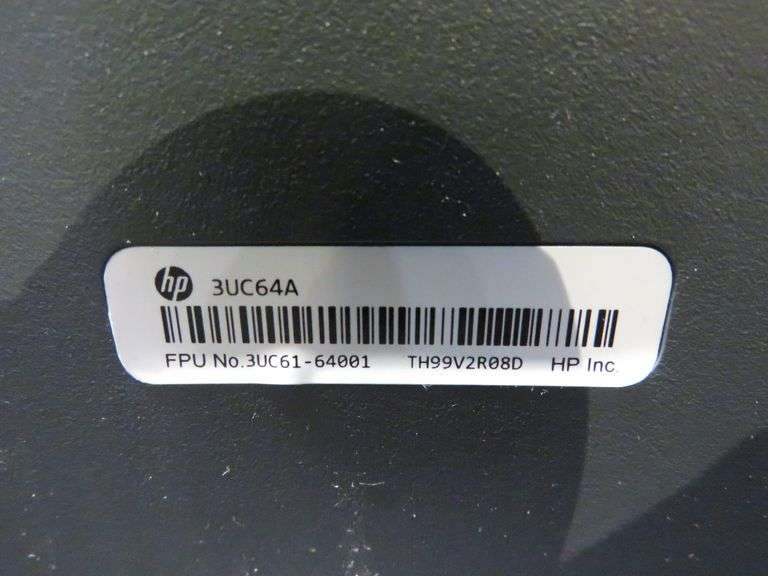 hp 3UC64A
FPU No.3UC61-64001 TH99V2R08D HP Inc.